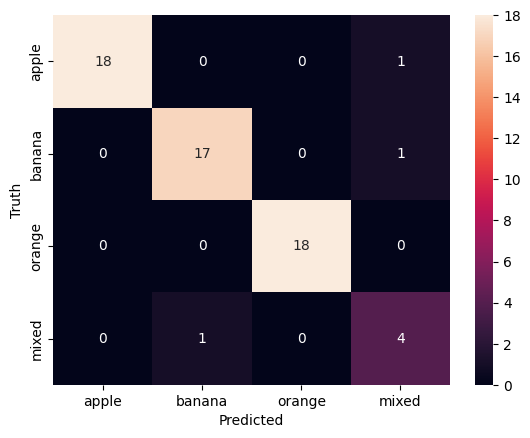 apple 18 0 0 1
banana 0 17 0 1
orange 0 0 18 0
mixed 0 1 0 4
apple banana orange mixed
Predicted
Truth
18
16
14
12
10
8
6
4
2
0